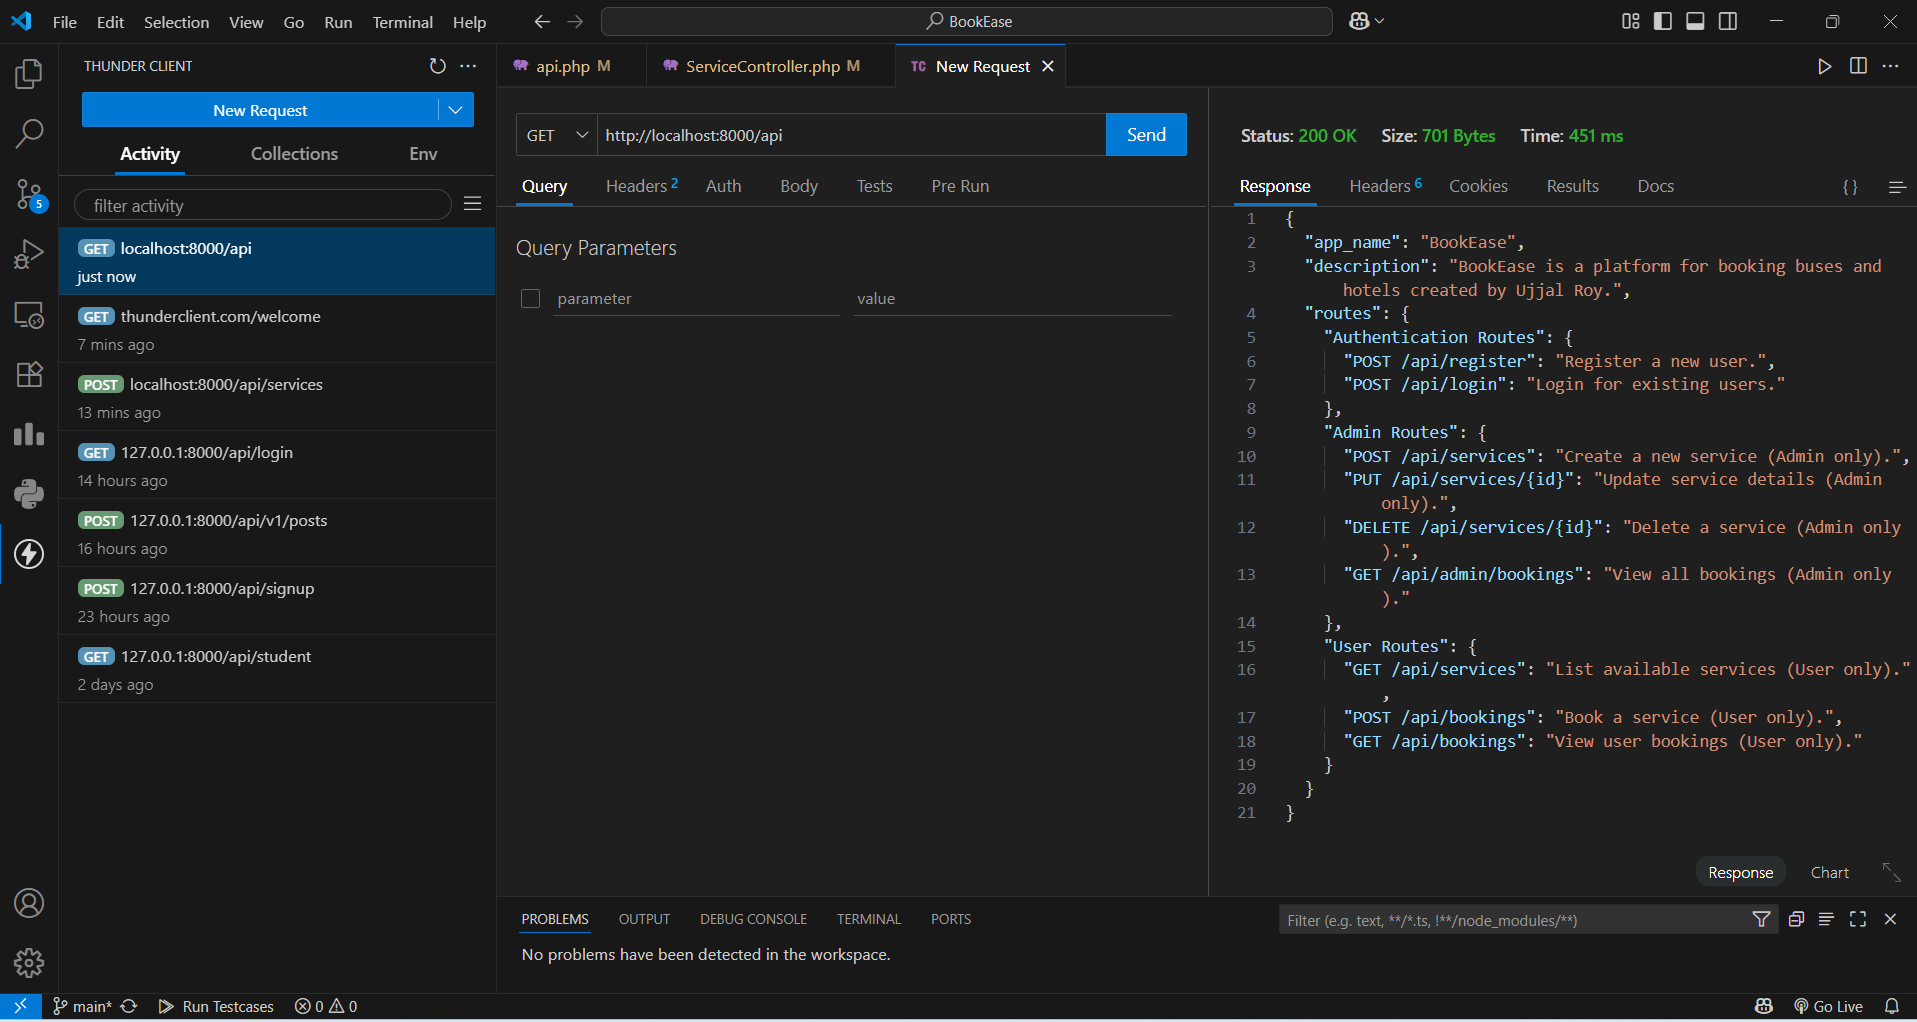 File Edit Selection View Go Run Terminal Help
BookEase
THUNDER CLIENT
New Request
Activity Collections Env
filter activity
GET localhost:8000/api
just now
GET thunderclient.com/welcome
7 mins ago
POST localhost:8000/api/services
13 mins ago
GET 127.0.0.1:8000/api/login
14 hours ago
POST 127.0.0.1:8000/api/v1/posts
16 hours ago
POST 127.0.0.1:8000/api/signup
23 hours ago
GET 127.0.0.1:8000/api/student
2 days ago
5
api.php M ServiceController.php M TC New Request
GET http://localhost:8000/api Send
Query Headers 2 Auth Body Tests Pre Run
Query Parameters
parameter value
Status: 200 OK Size: 701 Bytes Time: 451 ms
Response Headers 6 Cookies Results Docs {}
1 {
2 "app_name": "BookEase",
3 "description": "BookEase is a platform for booking buses and
hotels created by Ujjal Roy.",
4 "routes": {
5 "Authentication Routes": {
6 "POST /api/register": "Register a new user.",
7 "POST /api/login": "Login for existing users."
8 },
9 "Admin Routes": {
10 "POST /api/services": "Create a new service (Admin only).",
11 "PUT /api/services/{id}": "Update service details (Admin
only).",
12 "DELETE /api/services/{id}": "Delete a service (Admin only
).",
13 "GET /api/admin/bookings": "View all bookings (Admin only
)."
14 },
15 "User Routes": {
16 "GET /api/services": "List available services (User only)."
,
17 "POST /api/bookings": "Book a service (User only).",
18 "GET /api/bookings": "View user bookings (User only)."
19 }
20 }
21 }
Response Chart
PROBLEMS OUTPUT DEBUG CONSOLE TERMINAL PORTS
Filter (e.g. text, **/*.ts, !**/node_modules/**)
No problems have been detected in the workspace.
main* Run Testcases 0 0 Go Live